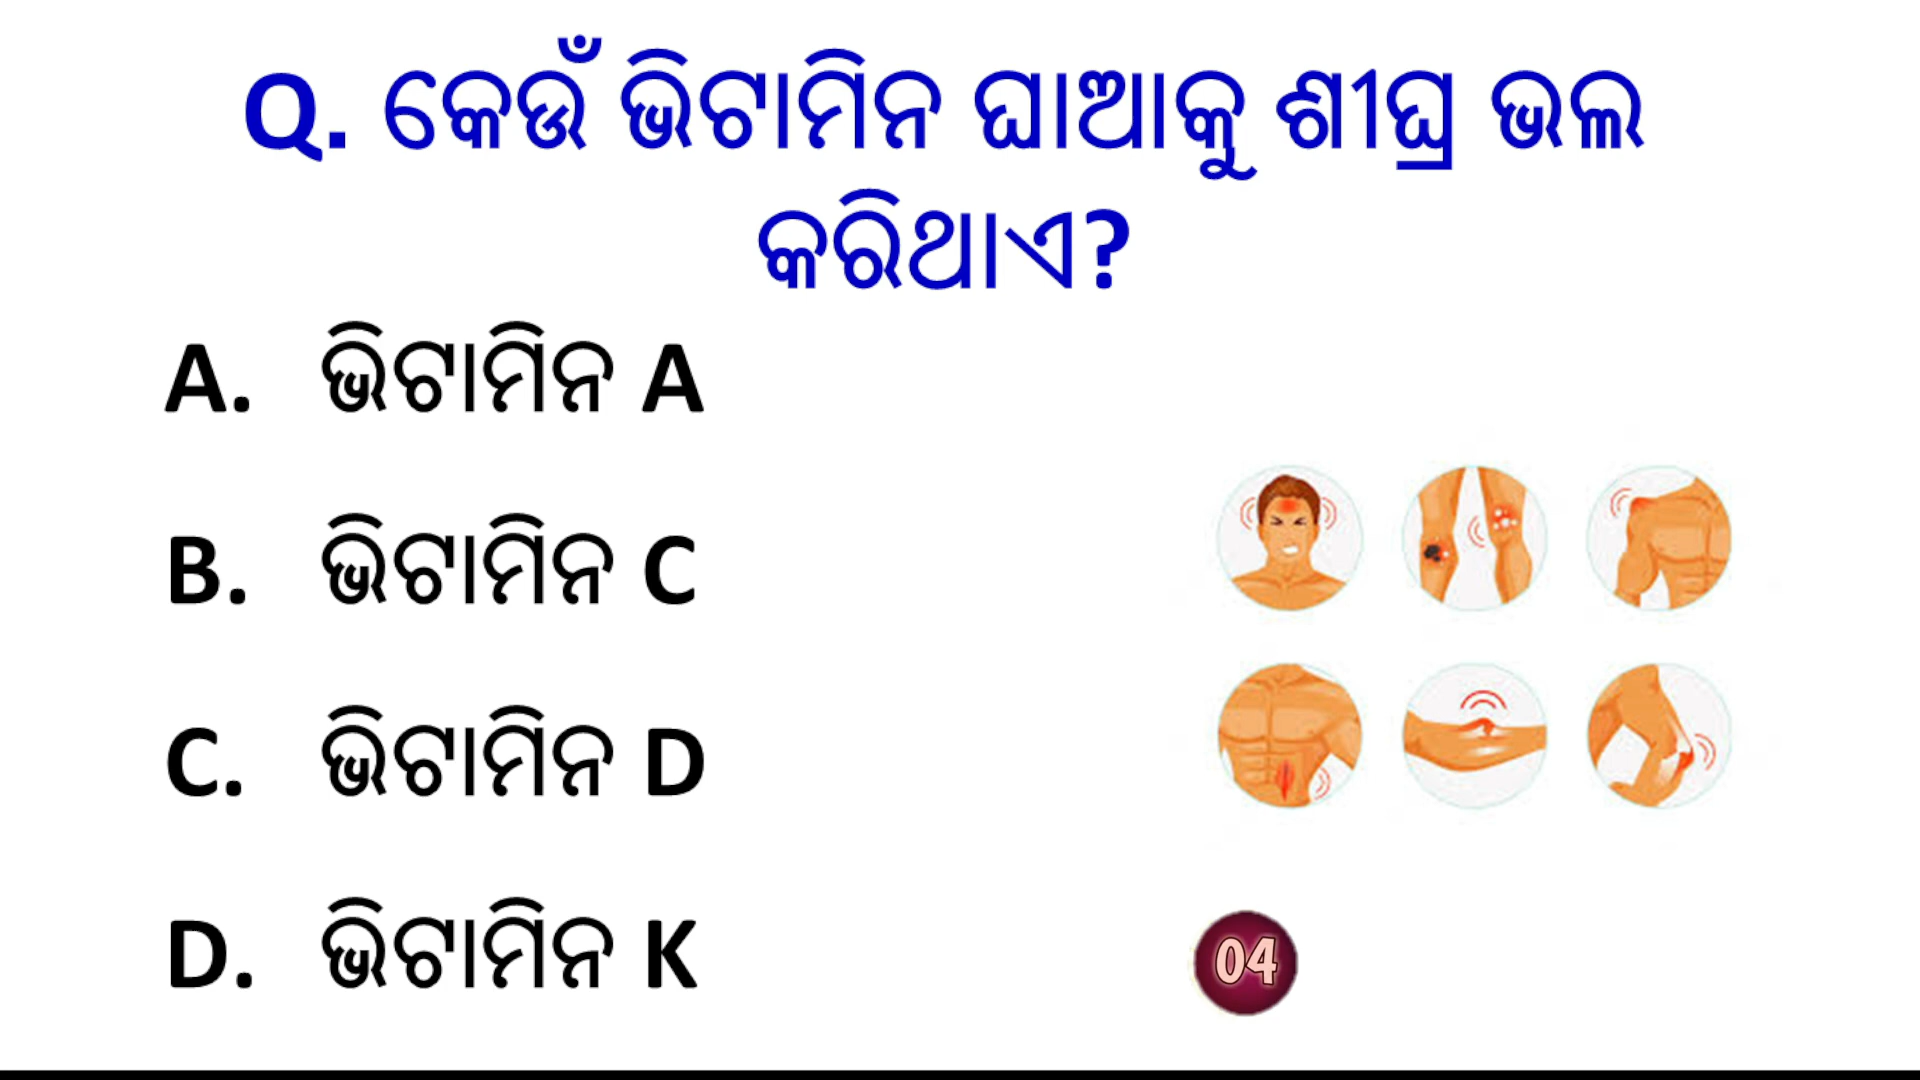 Q. କେଉଁ ଭିଟାମିନ ଘାଆକୁ ଶୀଘ୍ର ଭଲ
କରିଥାଏ?
A. ଭିଟାମିନ A
B. ଭିଟାମିନ C
C. ଭିଟାମିନ D
D. ଭିଟାମିନ K
04